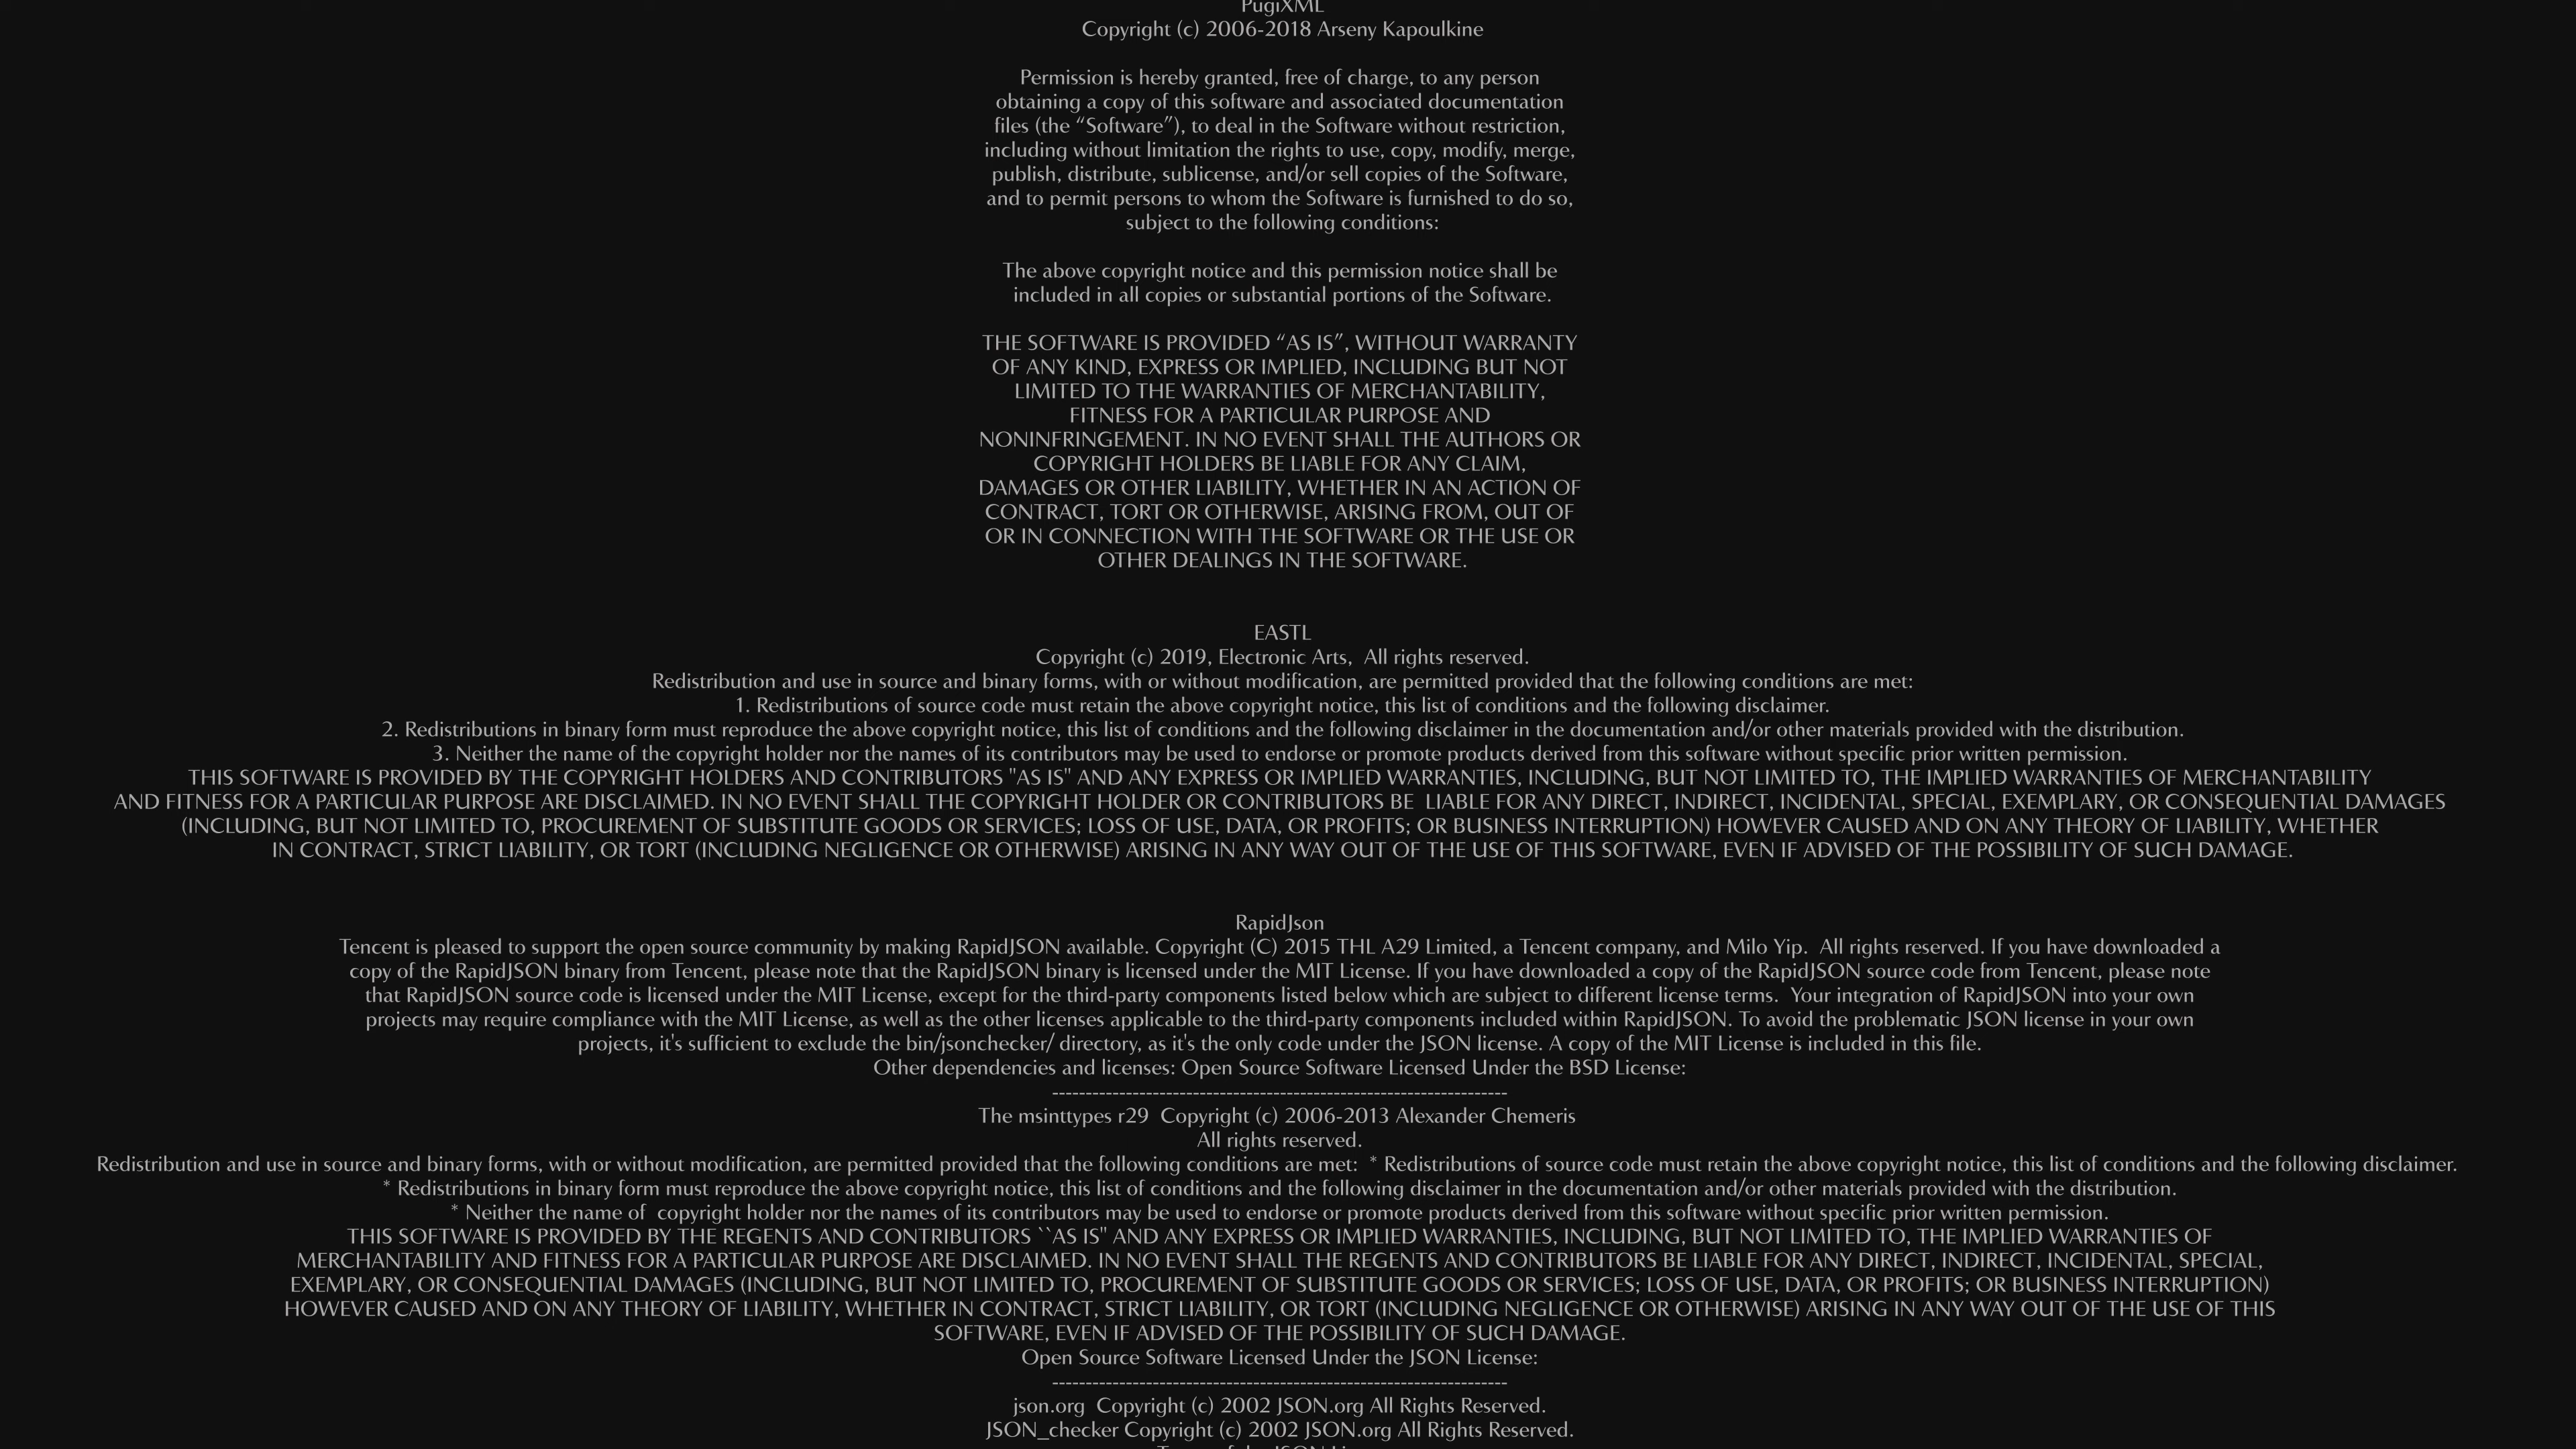 PugiXML
Copyright (c) 2006-2018 Arseny Kapoulkine
Permission is hereby granted, free of charge, to any person
obtaining a copy of this software and associated documentation
files (the “Software”), to deal in the Software without restriction,
including without limitation the rights to use, copy, modify, merge,
publish, distribute, sublicense, and/or sell copies of the Software,
and to permit persons to whom the Software is furnished to do so,
subject to the following conditions:
The above copyright notice and this permission notice shall be
included in all copies or substantial portions of the Software.
THE SOFTWARE IS PROVIDED “AS IS”, WITHOUT WARRANTY
OF ANY KIND, EXPRESS OR IMPLIED, INCLUDING BUT NOT
LIMITED TO THE WARRANTIES OF MERCHANTABILITY,
FITNESS FOR A PARTICULAR PURPOSE AND
NONINFRINGEMENT. IN NO EVENT SHALL THE AUTHORS OR
COPYRIGHT HOLDERS BE LIABLE FOR ANY CLAIM,
DAMAGES OR OTHER LIABILITY, WHETHER IN AN ACTION OF
CONTRACT, TORT OR OTHERWISE, ARISING FROM, OUT OF
OR IN CONNECTION WITH THE SOFTWARE OR THE USE OR
OTHER DEALINGS IN THE SOFTWARE.
EASTL
Copyright (c) 2019, Electronic Arts,  All rights reserved.
Redistribution and use in source and binary forms, with or without modification, are permitted provided that the following conditions are met:
1. Redistributions of source code must retain the above copyright notice, this list of conditions and the following disclaimer.
2. Redistributions in binary form must reproduce the above copyright notice, this list of conditions and the following disclaimer in the documentation and/or other materials provided with the distribution.
3. Neither the name of the copyright holder nor the names of its contributors may be used to endorse or promote products derived from this software without specific prior written permission.
THIS SOFTWARE IS PROVIDED BY THE COPYRIGHT HOLDERS AND CONTRIBUTORS "AS IS" AND ANY EXPRESS OR IMPLIED WARRANTIES, INCLUDING, BUT NOT LIMITED TO, THE IMPLIED WARRANTIES OF MERCHANTABILITY
AND FITNESS FOR A PARTICULAR PURPOSE ARE DISCLAIMED. IN NO EVENT SHALL THE COPYRIGHT HOLDER OR CONTRIBUTORS BE  LIABLE FOR ANY DIRECT, INDIRECT, INCIDENTAL, SPECIAL, EXEMPLARY, OR CONSEQUENTIAL DAMAGES
(INCLUDING, BUT NOT LIMITED TO, PROCUREMENT OF SUBSTITUTE GOODS OR SERVICES; LOSS OF USE, DATA, OR PROFITS; OR BUSINESS INTERRUPTION) HOWEVER CAUSED AND ON ANY THEORY OF LIABILITY, WHETHER
IN CONTRACT, STRICT LIABILITY, OR TORT (INCLUDING NEGLIGENCE OR OTHERWISE) ARISING IN ANY WAY OUT OF THE USE OF THIS SOFTWARE, EVEN IF ADVISED OF THE POSSIBILITY OF SUCH DAMAGE.
RapidJson
Tencent is pleased to support the open source community by making RapidJSON available. Copyright (C) 2015 THL A29 Limited, a Tencent company, and Milo Yip.  All rights reserved. If you have downloaded a
copy of the RapidJSON binary from Tencent, please note that the RapidJSON binary is licensed under the MIT License. If you have downloaded a copy of the RapidJSON source code from Tencent, please note
that RapidJSON source code is licensed under the MIT License, except for the third-party components listed below which are subject to different license terms.  Your integration of RapidJSON into your own
projects may require compliance with the MIT License, as well as the other licenses applicable to the third-party components included within RapidJSON. To avoid the problematic JSON license in your own
projects, it's sufficient to exclude the bin/jsonchecker/ directory, as it's the only code under the JSON license. A copy of the MIT License is included in this file.
Other dependencies and licenses: Open Source Software Licensed Under the BSD License:
--------------------------------------------------------------------
The msinttypes r29  Copyright (c) 2006-2013 Alexander Chemeris
All rights reserved.
Redistribution and use in source and binary forms, with or without modification, are permitted provided that the following conditions are met:  * Redistributions of source code must retain the above copyright notice, this list of conditions and the following disclaimer.
* Redistributions in binary form must reproduce the above copyright notice, this list of conditions and the following disclaimer in the documentation and/or other materials provided with the distribution.
* Neither the name of  copyright holder nor the names of its contributors may be used to endorse or promote products derived from this software without specific prior written permission.
THIS SOFTWARE IS PROVIDED BY THE REGENTS AND CONTRIBUTORS ``AS IS'' AND ANY EXPRESS OR IMPLIED WARRANTIES, INCLUDING, BUT NOT LIMITED TO, THE IMPLIED WARRANTIES OF
MERCHANTABILITY AND FITNESS FOR A PARTICULAR PURPOSE ARE DISCLAIMED. IN NO EVENT SHALL THE REGENTS AND CONTRIBUTORS BE LIABLE FOR ANY DIRECT, INDIRECT, INCIDENTAL, SPECIAL,
EXEMPLARY, OR CONSEQUENTIAL DAMAGES (INCLUDING, BUT NOT LIMITED TO, PROCUREMENT OF SUBSTITUTE GOODS OR SERVICES; LOSS OF USE, DATA, OR PROFITS; OR BUSINESS INTERRUPTION)
HOWEVER CAUSED AND ON ANY THEORY OF LIABILITY, WHETHER IN CONTRACT, STRICT LIABILITY, OR TORT (INCLUDING NEGLIGENCE OR OTHERWISE) ARISING IN ANY WAY OUT OF THE USE OF THIS
SOFTWARE, EVEN IF ADVISED OF THE POSSIBILITY OF SUCH DAMAGE.
Open Source Software Licensed Under the JSON License:
--------------------------------------------------------------------
json.org  Copyright (c) 2002 JSON.org All Rights Reserved.
JSON_checker Copyright (c) 2002 JSON.org All Rights Reserved.